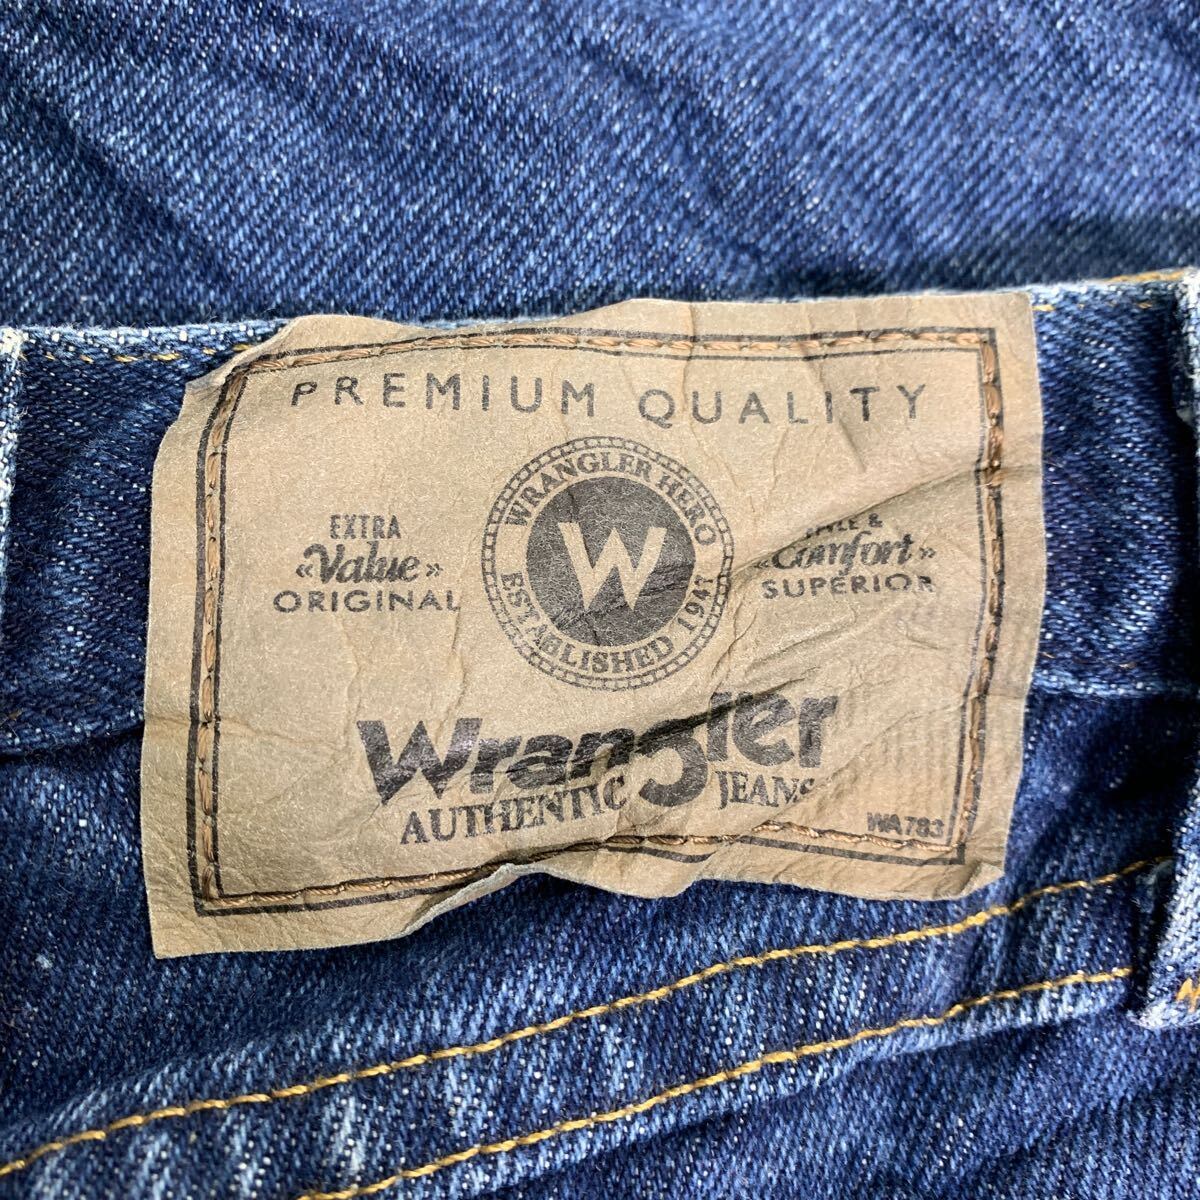 PREMIUM QUALITY
WRANGLER HERO
W
ESTABLISHED 1947
EXTRA
«Value»
ORIGINAL
&
«Comfort»
SUPERIOR
Wrangler
AUTHENTIC JEANS
WA783